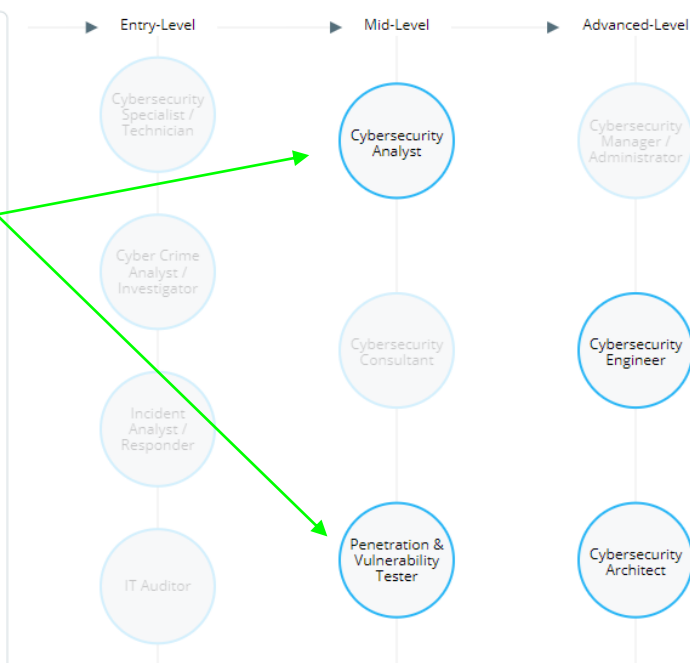 Entry-Level
Mid-Level
Advanced-Level
Cybersecurity
Specialist /
Technician
Cybersecurity
Analyst
Cybersecurity
Manager /
Administrator
Cyber Crime
Analyst /
Investigator
Cybersecurity
Consultant
Cybersecurity
Engineer
Incident
Analyst /
Responder
IT Auditor
Penetration &
Vulnerability
Tester
Cybersecurity
Architect